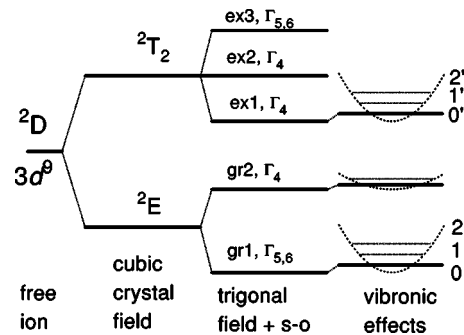 ex3, Γ5,6
²T₂
ex2, Γ4
2'
1'
0'
ex1, Γ4
²D
3d⁹
gr2, Γ4
²E
gr1, Γ5,6
2
1
0
free
ion
cubic
crystal
field
trigonal
field + s-o
vibronic
effects